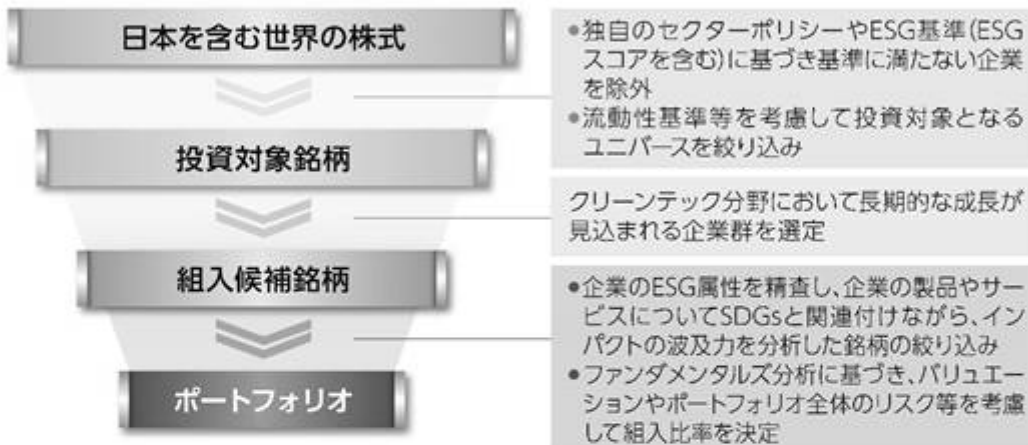 日本を含む世界の株式
●独自のセクターポリシーやESG基準(ESG
スコアを含む)に基づき基準に満たない企業
を除外
●流動性基準等を考慮して投資対象となる
ユニバースを絞り込み
投資対象銘柄
クリーンテック分野において長期的な成長が
見込まれる企業群を選定
組入候補銘柄
●企業のESG属性を精査し、企業の製品やサー
ビスについてSDGsと関連付けながら、イン
パクトの波及力を分析した銘柄の絞り込み
●ファンダメンタルズ分析に基づき、バリュエー
ションやポートフォリオ全体のリスク等を考慮
して組入比率を決定
ポートフォリオ